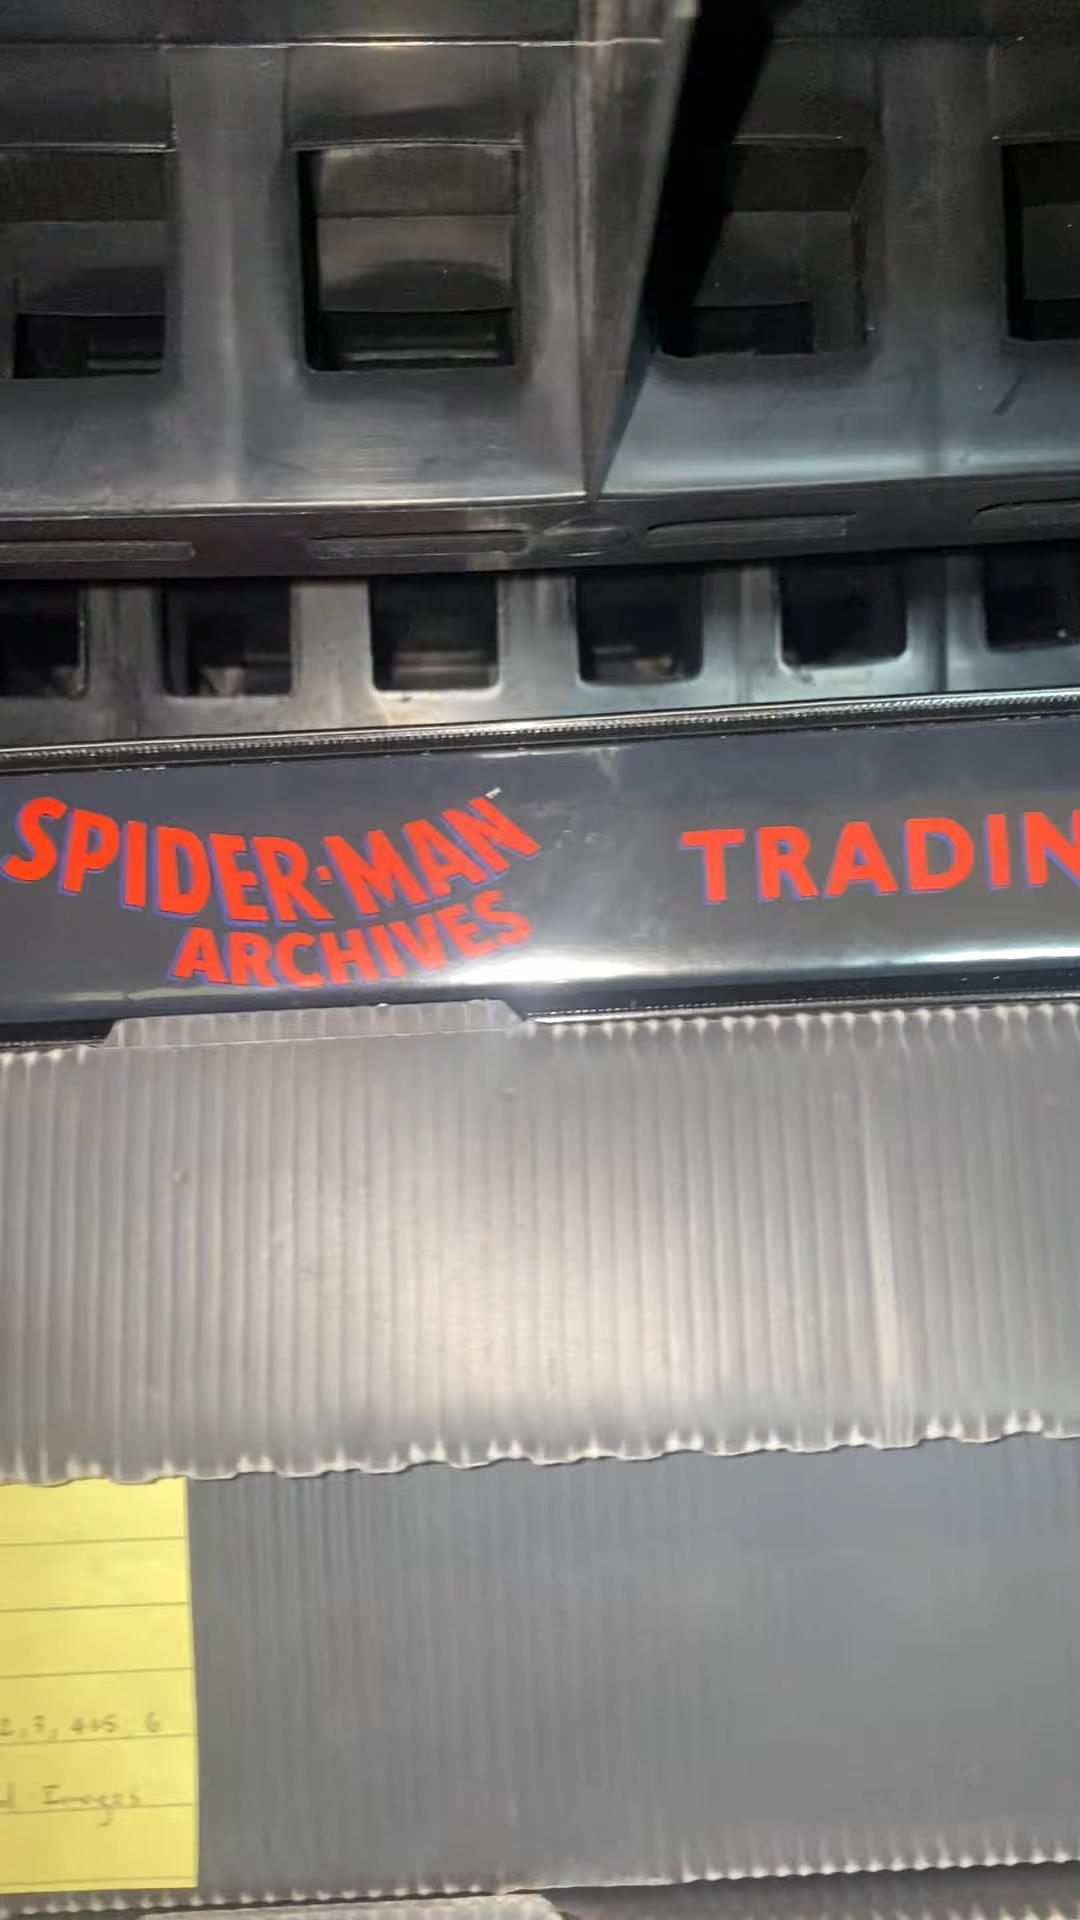 SPIDER-MAN
ARCHIVES
TRADIN
2, 3, 4+5, 6
Images